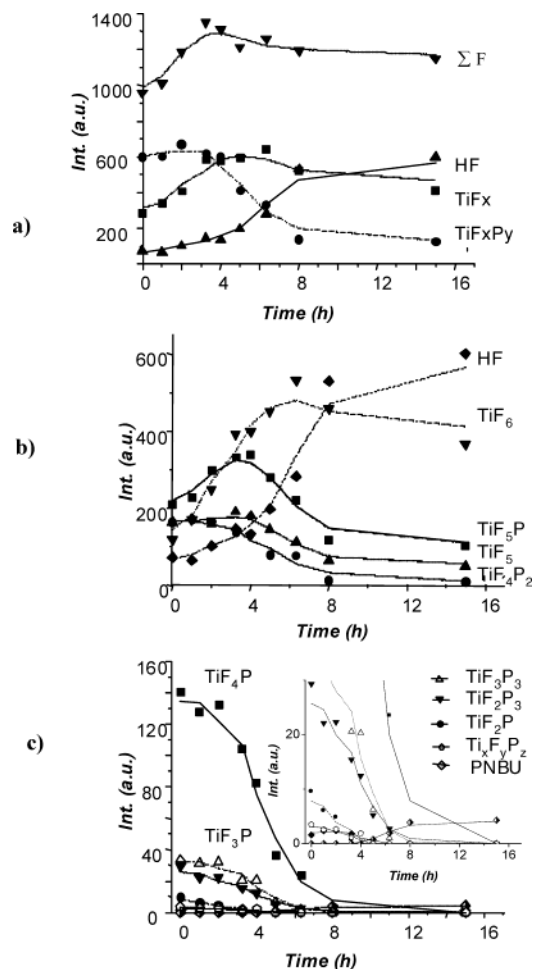 a)
Int. (a.u.)
1400
1000
600
200
Σ F
HF
TiFx
TiFxPy
0 4 8 12 16
Time (h)
b)
Int. (a.u.)
600
400
200
0
HF
TiF6
TiF5P
TiF5
TiF4P2
0 4 8 12 16
Time (h)
c)
Int. (a.u.)
160
120
80
40
0
TiF4P
TiF3P
TiF3P3
TiF2P3
TiF2P
TixFyPz
PNBU
Int. (a.u.)
20
0
0 4 8 12 16
Time (h)
0 4 8 12 16
Time (h)